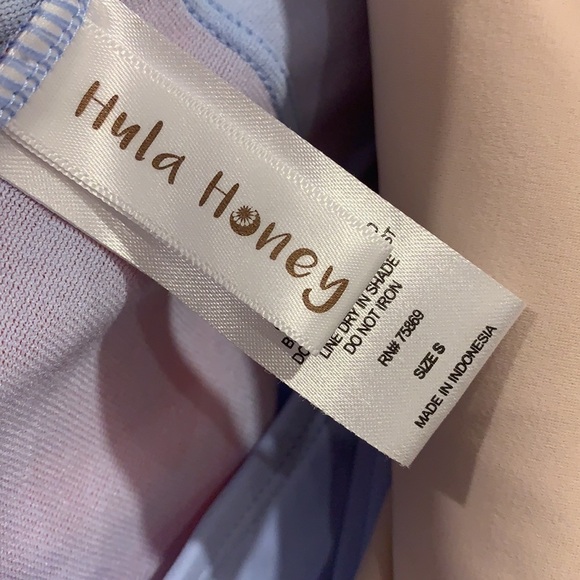 Hula Honey
LINE DRY IN SHADE
DO NOT IRON
RN# 75869
SIZE S
MADE IN INDONESIA